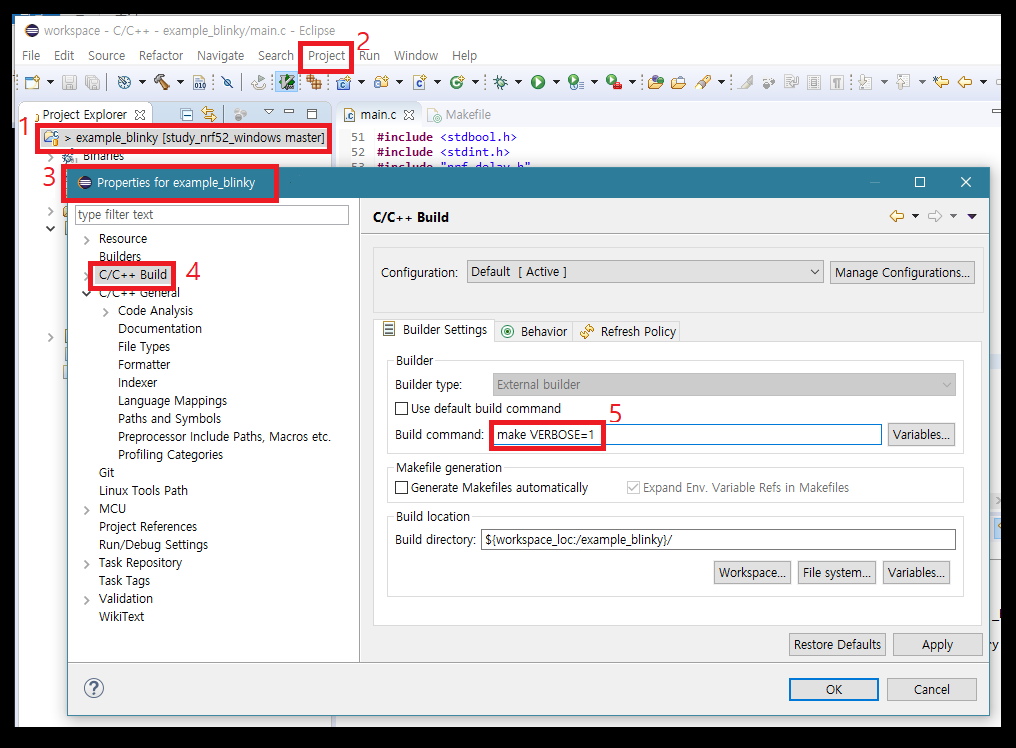 workspace - C/C++ - example_blinky/main.c - Eclipse
2
File Edit Source Refactor Navigate Search Project Run Window Help
010
Project Explorer
main.c
Makefile
1
> example_blinky [study_nrf52_windows master]
Binaries
51 #include <stdbool.h>
52 #include <stdint.h>
53 #include "nrf_delay.h"
3
Properties for example_blinky
type filter text
Resource
Builders
C/C++ Build
4
C/C++ General
Code Analysis
Documentation
File Types
Formatter
Indexer
Language Mappings
Paths and Symbols
Preprocessor Include Paths, Macros etc.
Profiling Categories
Git
Linux Tools Path
MCU
Project References
Run/Debug Settings
Task Repository
Task Tags
Validation
WikiText
C/C++ Build
Configuration: Default [ Active ] Manage Configurations...
Builder Settings Behavior Refresh Policy
Builder
Builder type: External builder
Use default build command
5
Build command: make VERBOSE=1 Variables...
Makefile generation
Generate Makefiles automatically Expand Env. Variable Refs in Makefiles
Build location
Build directory: ${workspace_loc:/example_blinky}/
Workspace... File system... Variables...
Restore Defaults Apply
OK Cancel